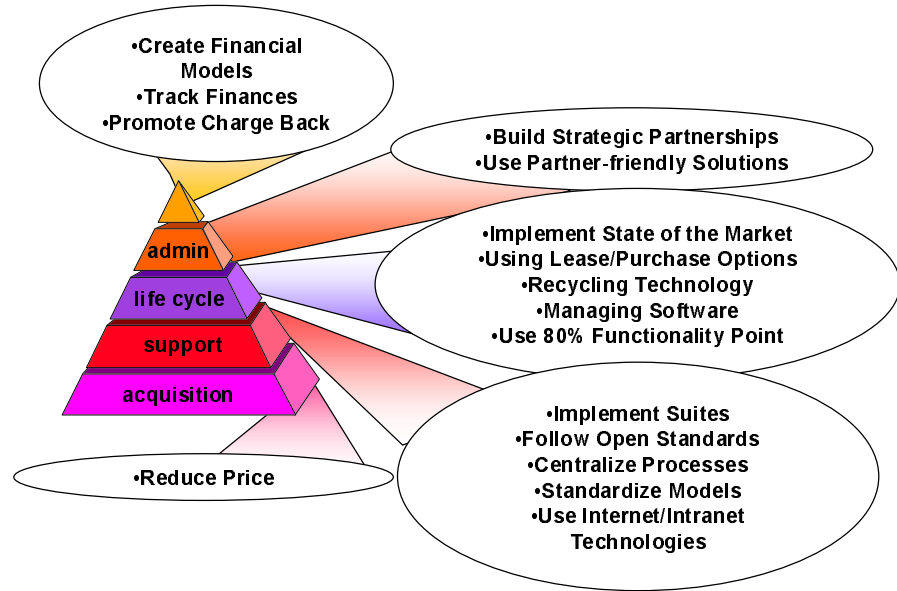 •Create Financial
Models
•Track Finances
•Promote Charge Back
•Build Strategic Partnerships
•Use Partner-friendly Solutions
admin
life cycle
support
acquisition
•Implement State of the Market
•Using Lease/Purchase Options
•Recycling Technology
•Managing Software
•Use 80% Functionality Point
•Implement Suites
•Follow Open Standards
•Centralize Processes
•Standardize Models
•Use Internet/Intranet
Technologies
•Reduce Price